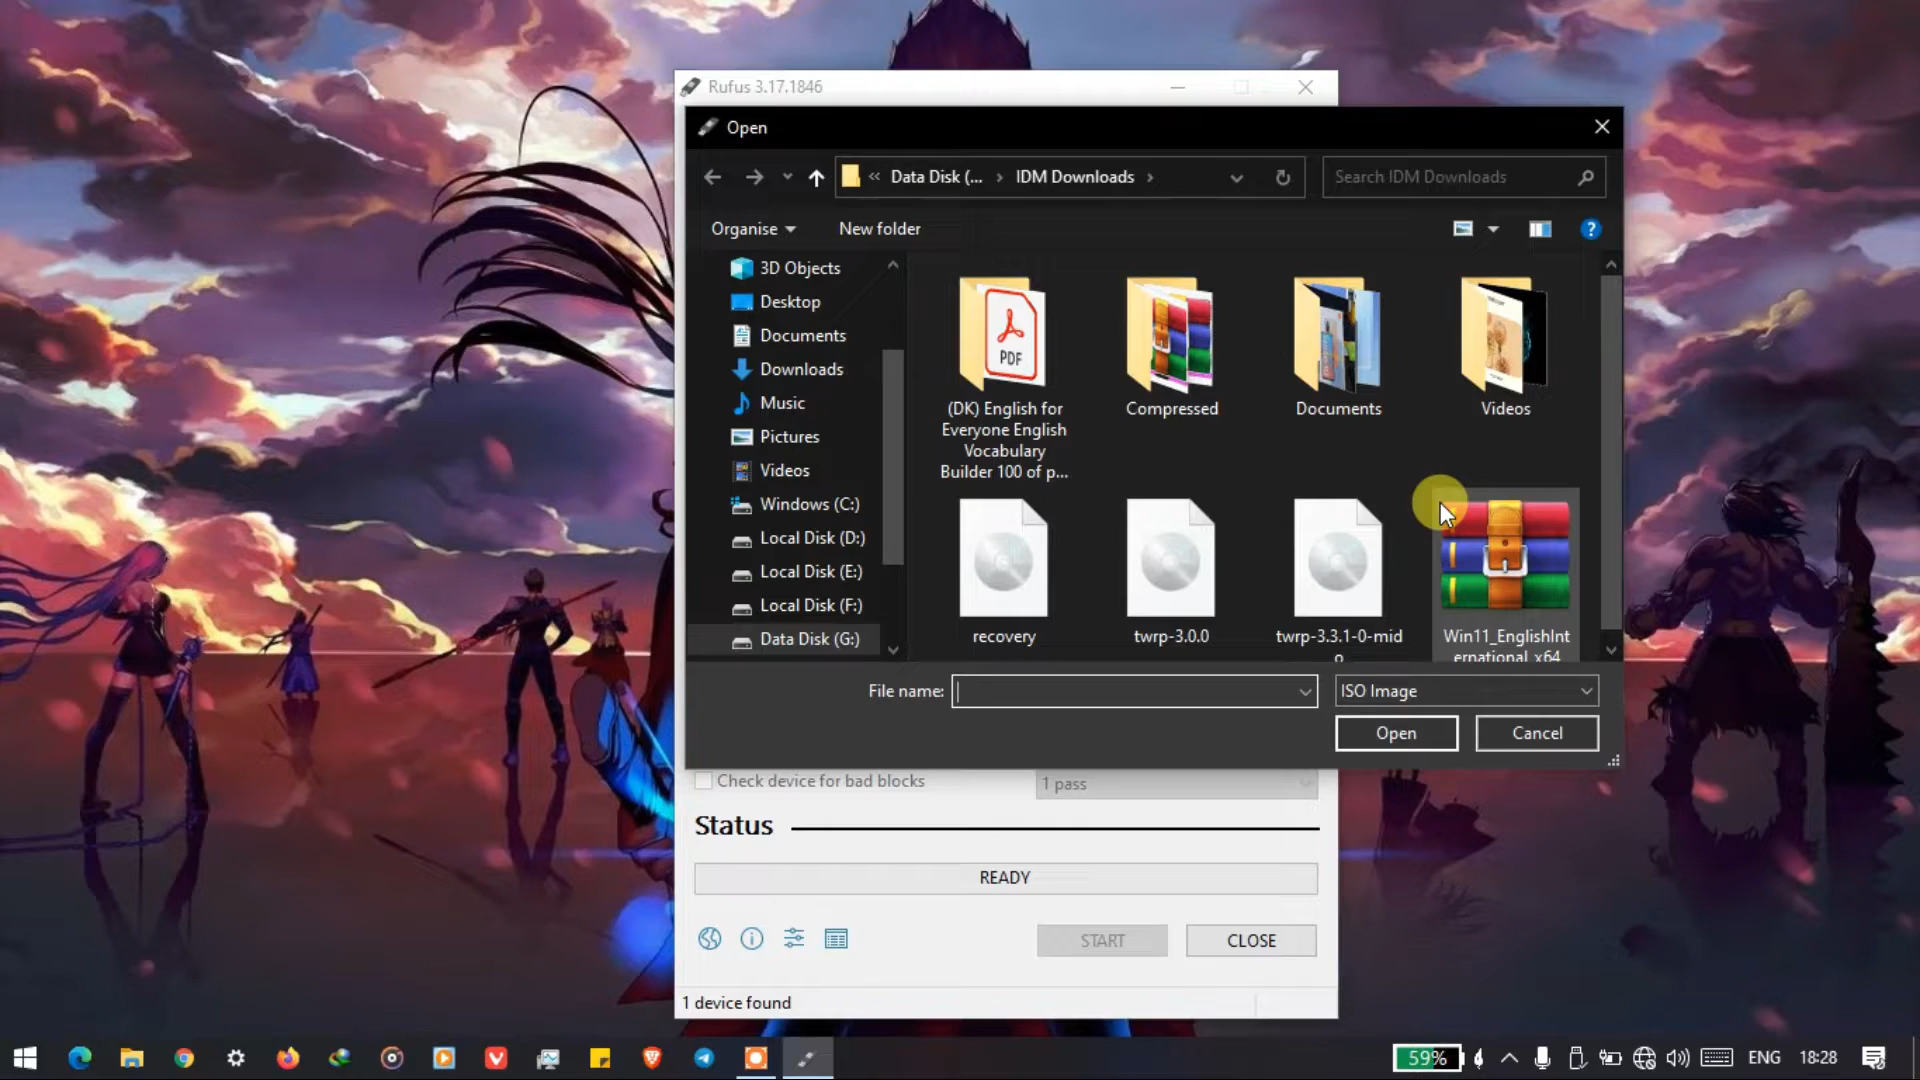 Rufus 3.17.1846
Open
« Data Disk (... › IDM Downloads ›
Search IDM Downloads
Organise
New folder
3D Objects
Desktop
Documents
Downloads
Music
Pictures
Videos
Windows (C:)
Local Disk (D:)
Local Disk (E:)
Local Disk (F:)
Data Disk (G:)
PDF
(DK) English for
Everyone English
Vocabulary
Builder 100 of p...
Compressed
Documents
Videos
recovery
twrp-3.0.0
twrp-3.3.1-0-mid
o
Win11_EnglishInt
ernational_x64
File name:
ISO Image
Open
Cancel
Check device for bad blocks
1 pass
Status
READY
START
CLOSE
1 device found
59%
ENG
18:28